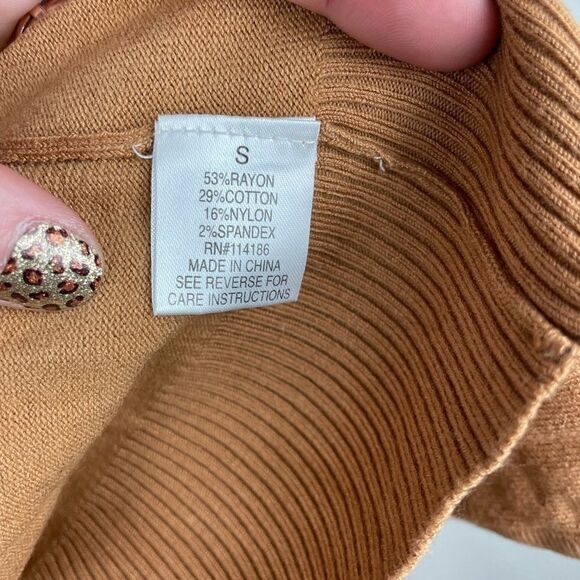 S
53%RAYON
29%COTTON
16%NYLON
2%SPANDEX
RN#114186
MADE IN CHINA
SEE REVERSE FOR
CARE INSTRUCTIONS